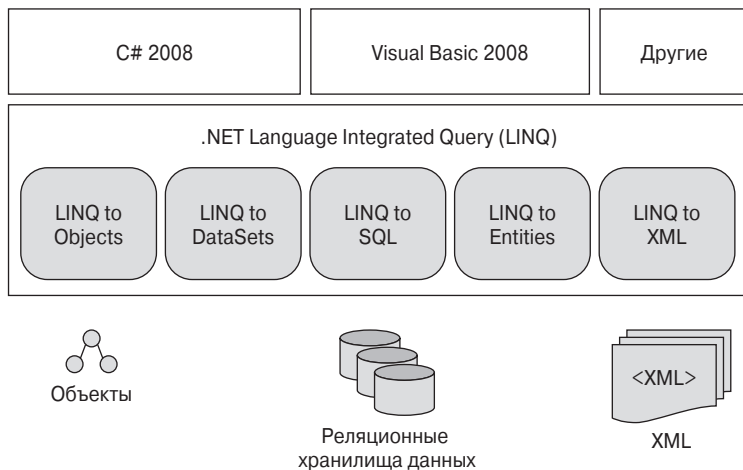 C# 2008
Visual Basic 2008
Другие
.NET Language Integrated Query (LINQ)
LINQ to
Objects
LINQ to
DataSets
LINQ to
SQL
LINQ to
Entities
LINQ to
XML
Объекты
Реляционные
хранилища данных
<XML>
XML